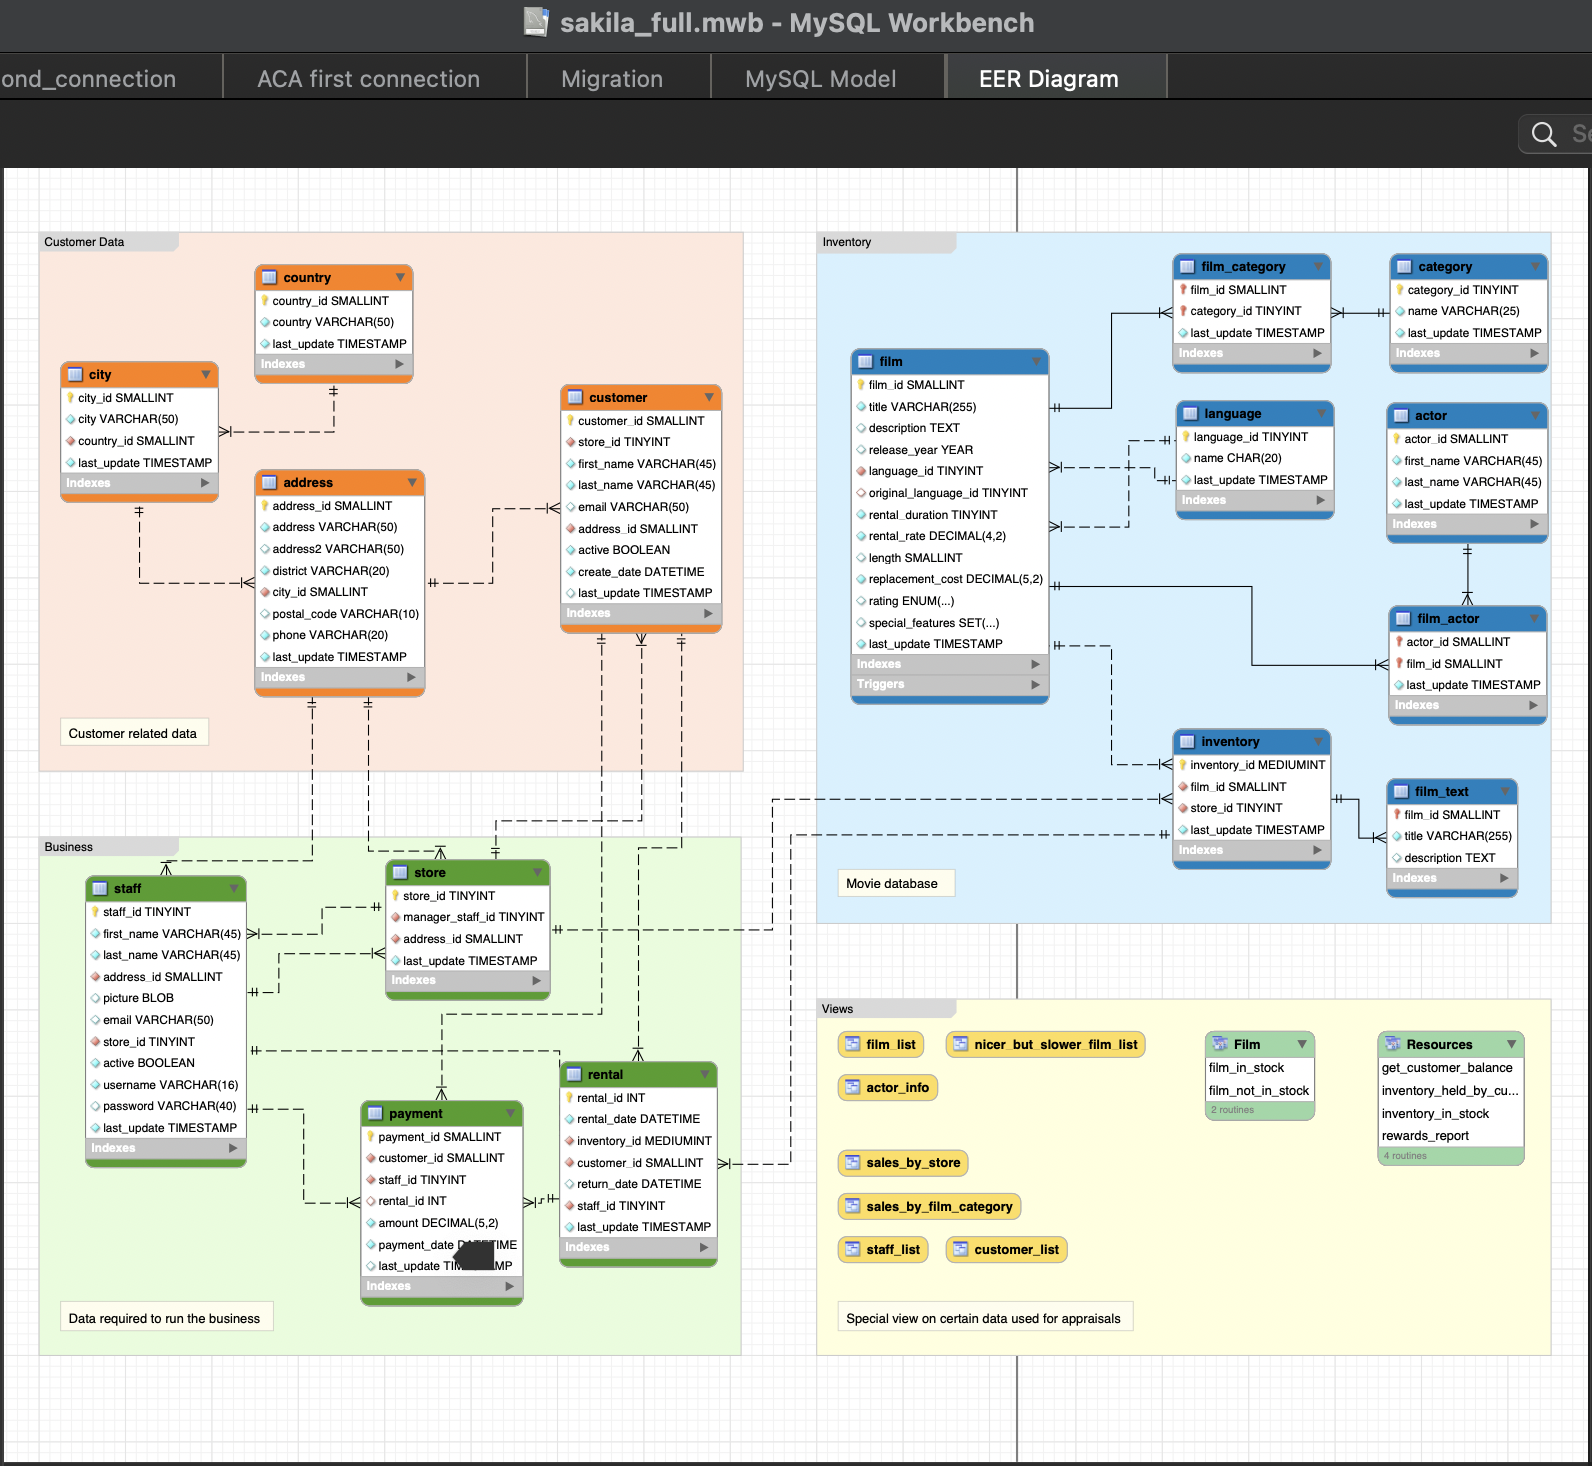 sakila_full.mwb - MySQL Workbench
ond_connection
ACA first connection
Migration
MySQL Model
EER Diagram
Customer Data
country
country_id SMALLINT
country VARCHAR(50)
last_update TIMESTAMP
Indexes
city
city_id SMALLINT
city VARCHAR(50)
country_id SMALLINT
last_update TIMESTAMP
Indexes
customer
customer_id SMALLINT
store_id TINYINT
first_name VARCHAR(45)
last_name VARCHAR(45)
email VARCHAR(50)
address_id SMALLINT
active BOOLEAN
create_date DATETIME
last_update TIMESTAMP
Indexes
address
address_id SMALLINT
address VARCHAR(50)
address2 VARCHAR(50)
district VARCHAR(20)
city_id SMALLINT
postal_code VARCHAR(10)
phone VARCHAR(20)
last_update TIMESTAMP
Indexes
Customer related data
Inventory
film_category
film_id SMALLINT
category_id TINYINT
last_update TIMESTAMP
Indexes
category
category_id TINYINT
name VARCHAR(25)
last_update TIMESTAMP
Indexes
film
film_id SMALLINT
title VARCHAR(255)
description TEXT
release_year YEAR
language_id TINYINT
original_language_id TINYINT
rental_duration TINYINT
rental_rate DECIMAL(4,2)
length SMALLINT
replacement_cost DECIMAL(5,2)
rating ENUM(...)
special_features SET(...)
last_update TIMESTAMP
Indexes
Triggers
language
language_id TINYINT
name CHAR(20)
last_update TIMESTAMP
Indexes
actor
actor_id SMALLINT
first_name VARCHAR(45)
last_name VARCHAR(45)
last_update TIMESTAMP
Indexes
film_actor
actor_id SMALLINT
film_id SMALLINT
last_update TIMESTAMP
Indexes
inventory
inventory_id MEDIUMINT
film_id SMALLINT
store_id TINYINT
last_update TIMESTAMP
Indexes
film_text
film_id SMALLINT
title VARCHAR(255)
description TEXT
Indexes
Movie database
Business
staff
staff_id TINYINT
first_name VARCHAR(45)
last_name VARCHAR(45)
address_id SMALLINT
picture BLOB
email VARCHAR(50)
store_id TINYINT
active BOOLEAN
username VARCHAR(16)
password VARCHAR(40)
last_update TIMESTAMP
Indexes
store
store_id TINYINT
manager_staff_id TINYINT
address_id SMALLINT
last_update TIMESTAMP
Indexes
payment
payment_id SMALLINT
customer_id SMALLINT
staff_id TINYINT
rental_id INT
amount DECIMAL(5,2)
payment_date
last_update
Indexes
rental
rental_id INT
rental_date DATETIME
inventory_id MEDIUMINT
customer_id SMALLINT
return_date DATETIME
staff_id TINYINT
last_update TIMESTAMP
Indexes
Data required to run the business
Views
film_list
nicer_but_slower_film_list
actor_info
sales_by_store
sales_by_film_category
staff_list
customer_list
Film
film_in_stock
film_not_in_stock
2 routines
Resources
get_customer_balance
inventory_held_by_cu...
inventory_in_stock
rewards_report
4 routines
Special view on certain data used for appraisals